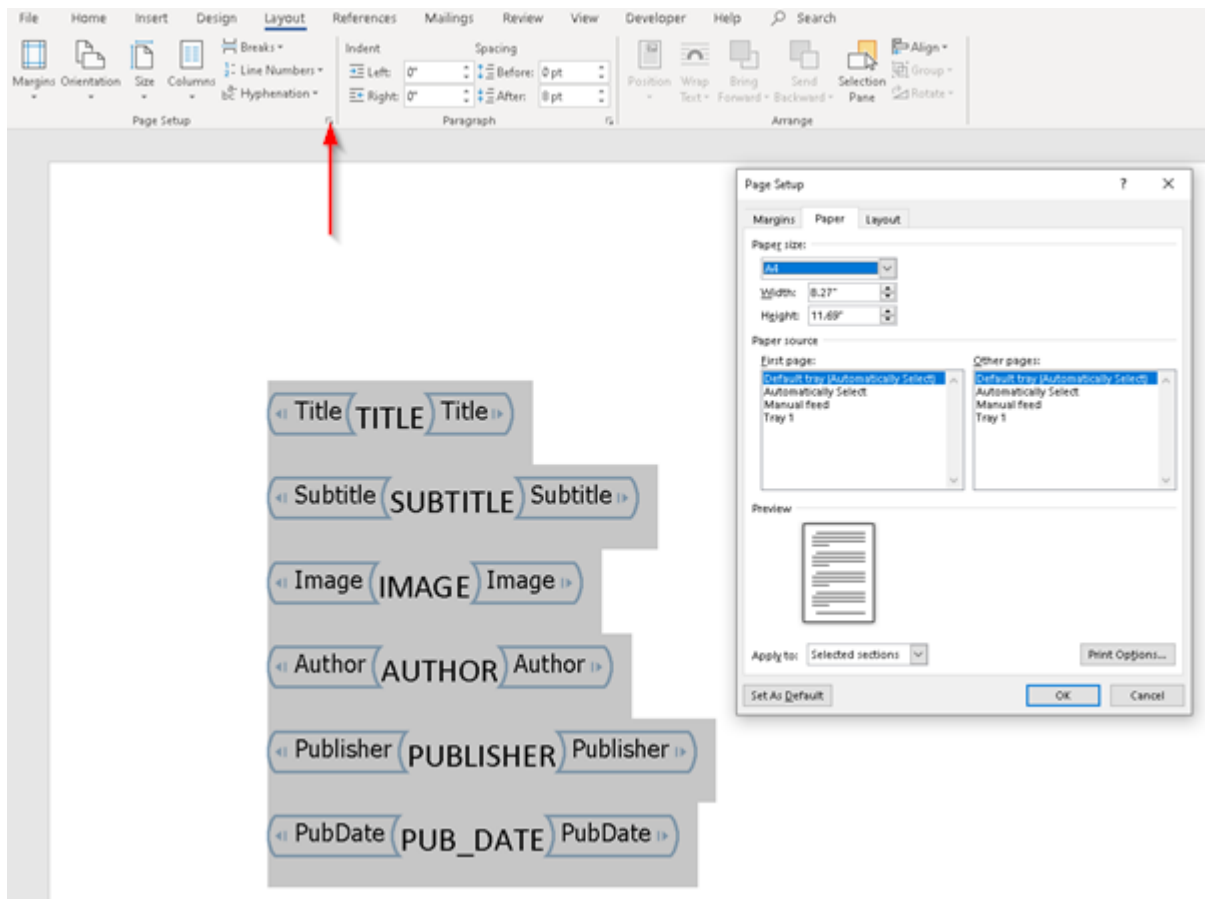 File Home Insert Design Layout References Mailings Review View Developer Help Search
Margins Orientation Size Columns
Breaks
Line Numbers
Hyphenation
Page Setup
Indent Spacing
Left: 0" Before: 0 pt
Right: 0" After: 8 pt
Paragraph
Position Wrap Text Bring Forward Send Backward Selection Pane
Align
Group
Rotate
Arrange
Title TITLE Title
Subtitle SUBTITLE Subtitle
Image IMAGE Image
Author AUTHOR Author
Publisher PUBLISHER Publisher
PubDate PUB_DATE PubDate
Page Setup ? ×
Margins Paper Layout
Paper size:
A4
Width: 8.27"
Height: 11.69"
Paper source
First page: Other pages:
Default tray (Automatically Select) Default tray (Automatically Select)
Automatically Select Automatically Select
Manual feed Manual feed
Tray 1 Tray 1
Preview
Apply to: Selected sections Print Options...
Set As Default OK Cancel